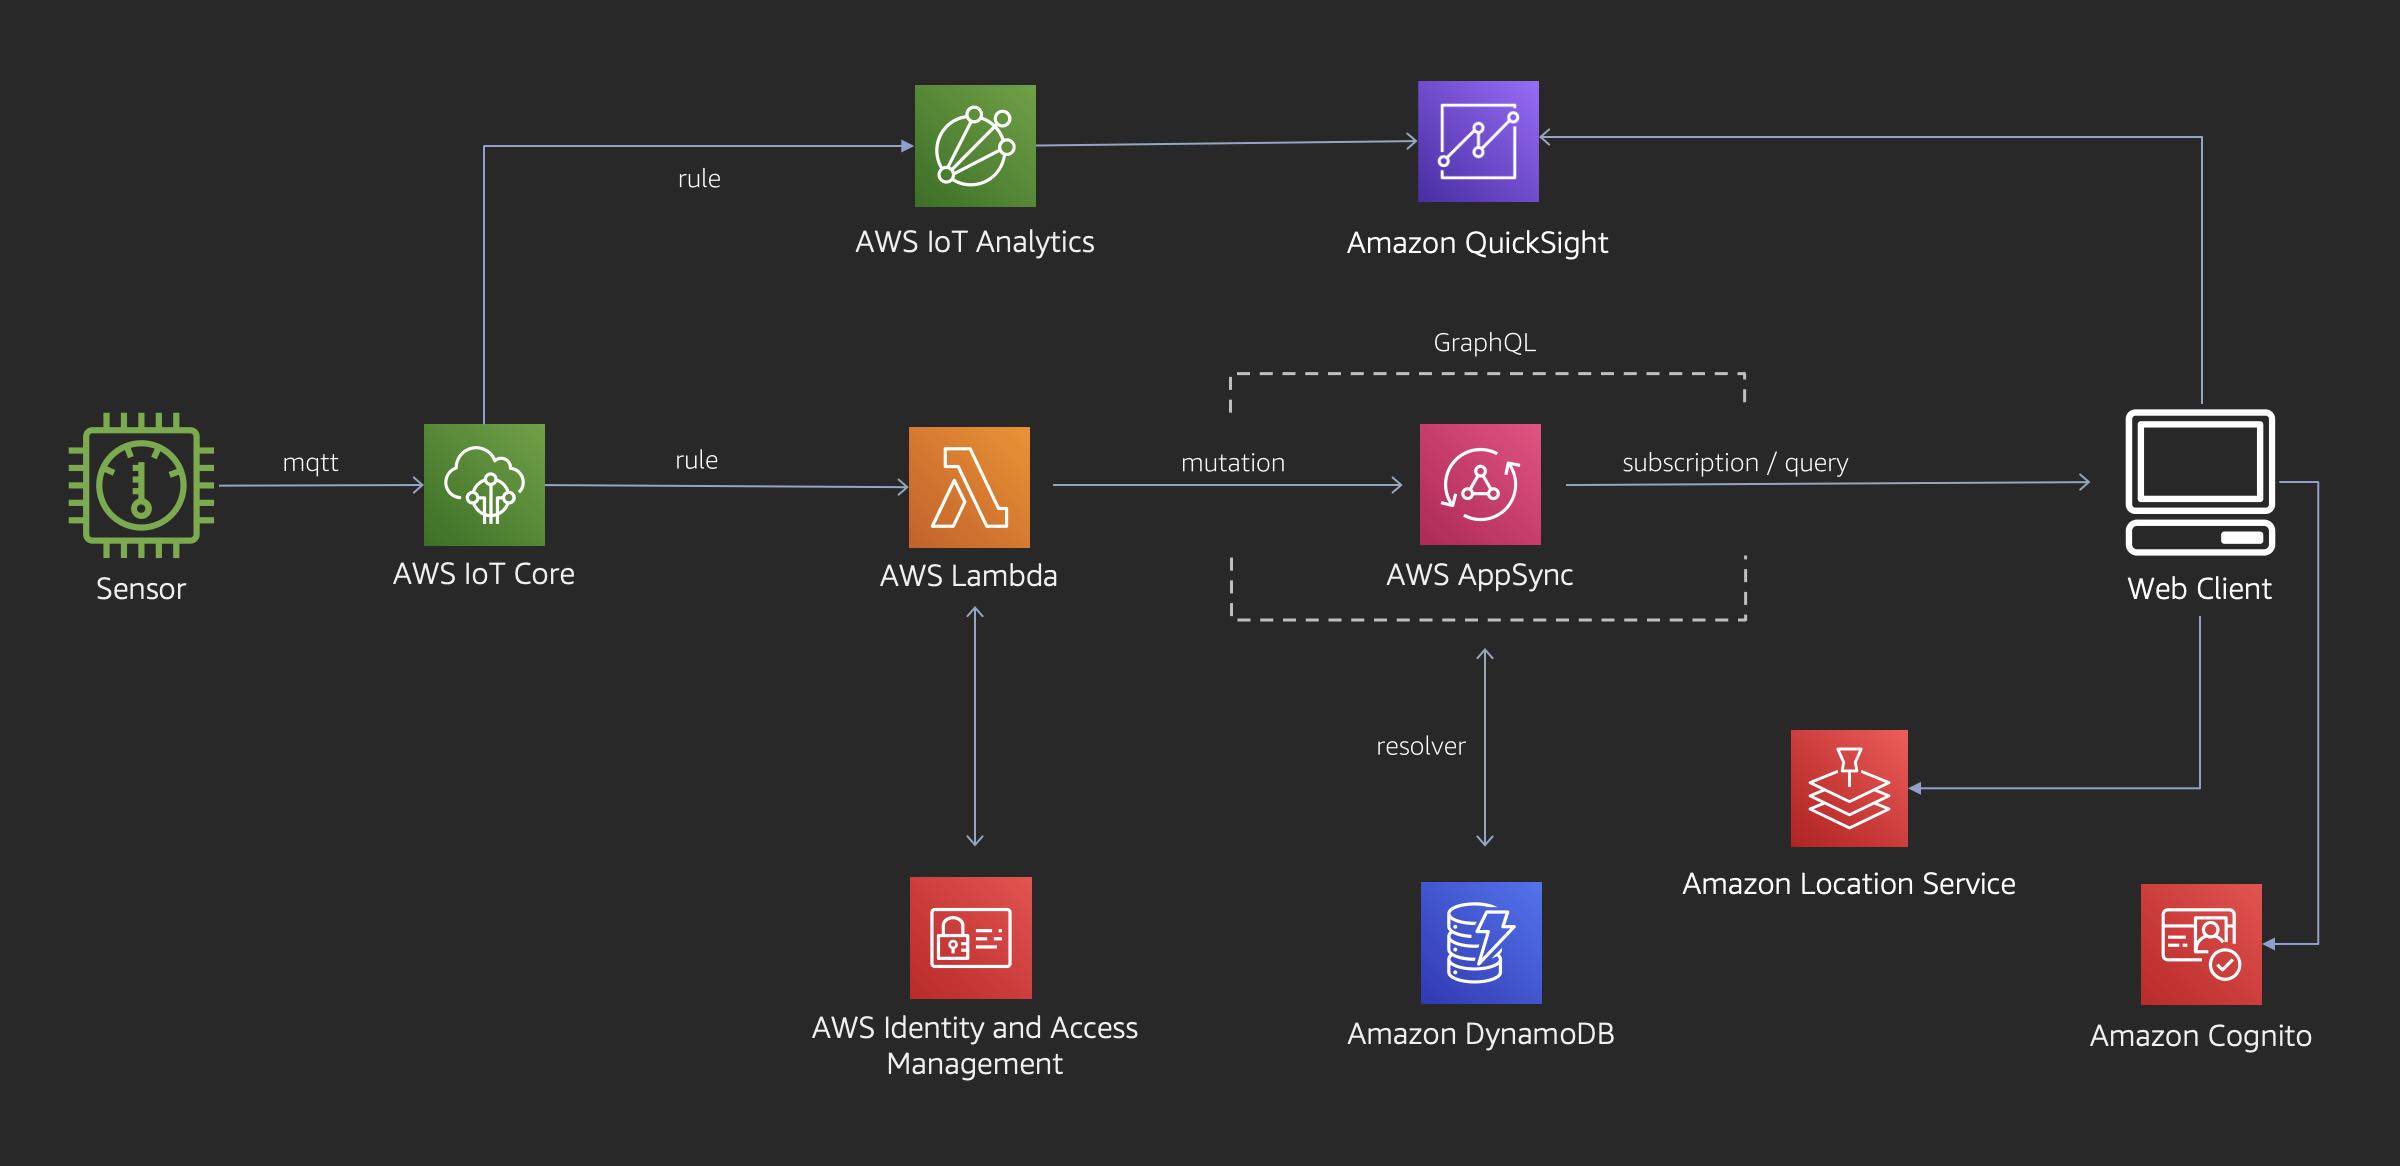 rule
AWS IoT Analytics
Amazon QuickSight
GraphQL
mqtt
rule
mutation
subscription / query
Sensor
AWS IoT Core
AWS Lambda
AWS AppSync
Web Client
resolver
Amazon Location Service
AWS Identity and Access
Management
Amazon DynamoDB
Amazon Cognito